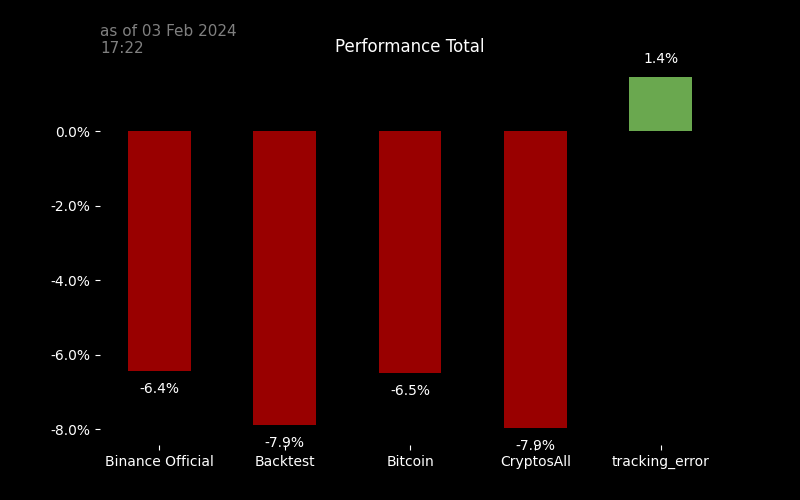 as of 03 Feb 2024
17:22
Performance Total
1.4%
0.0%
-2.0%
-4.0%
-6.0%
-8.0%
-6.4%
-7.9%
-6.5%
-7.9%
Binance Official
Backtest
Bitcoin
CryptosAll
tracking_error